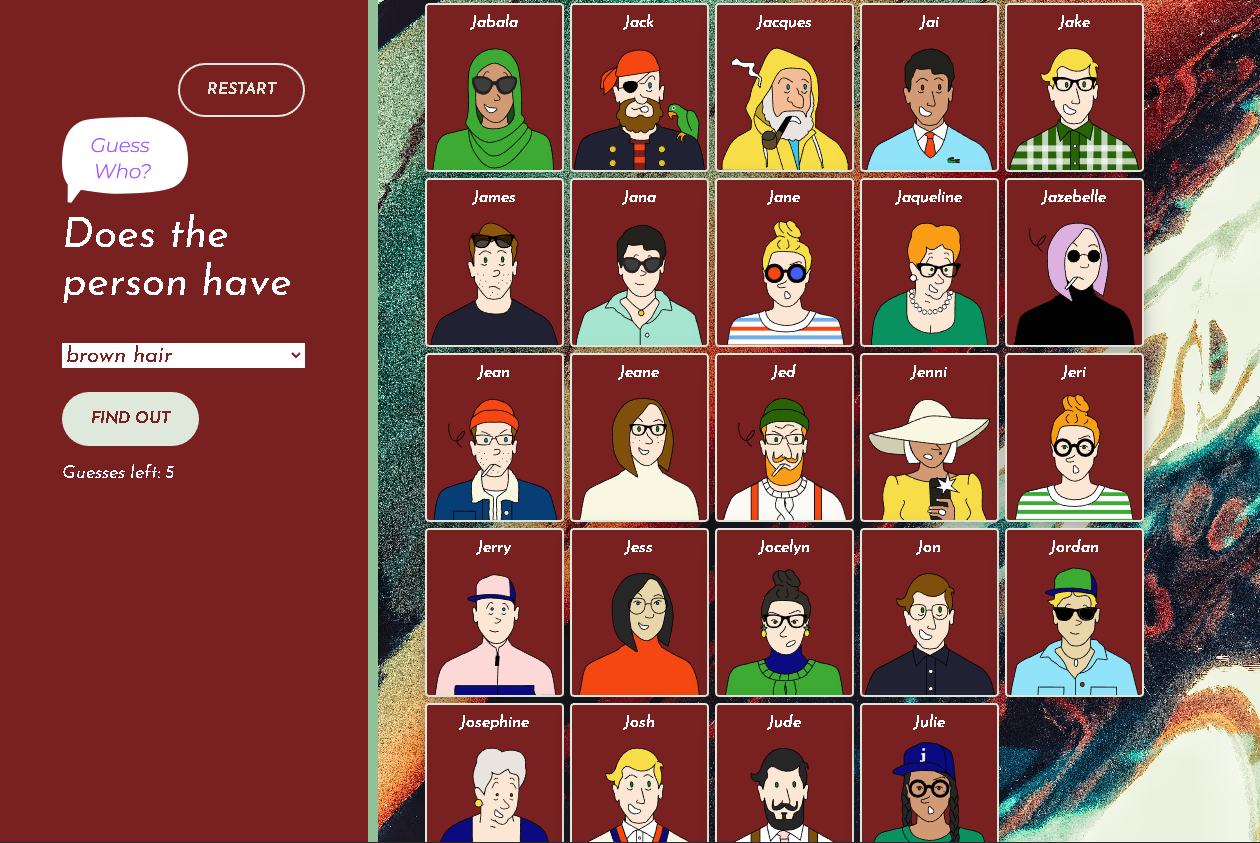 RESTART
Guess
Who?
Does the
person have
brown hair
FIND OUT
Guesses left: 5
Jabala
Jack
Jacques
Jai
Jake
James
Jana
Jane
Jaqueline
Jazebelle
Jean
Jeane
Jed
Jenni
Jeri
Jerry
Jess
Jocelyn
Jon
Jordan
Josephine
Josh
Jude
Julie
j